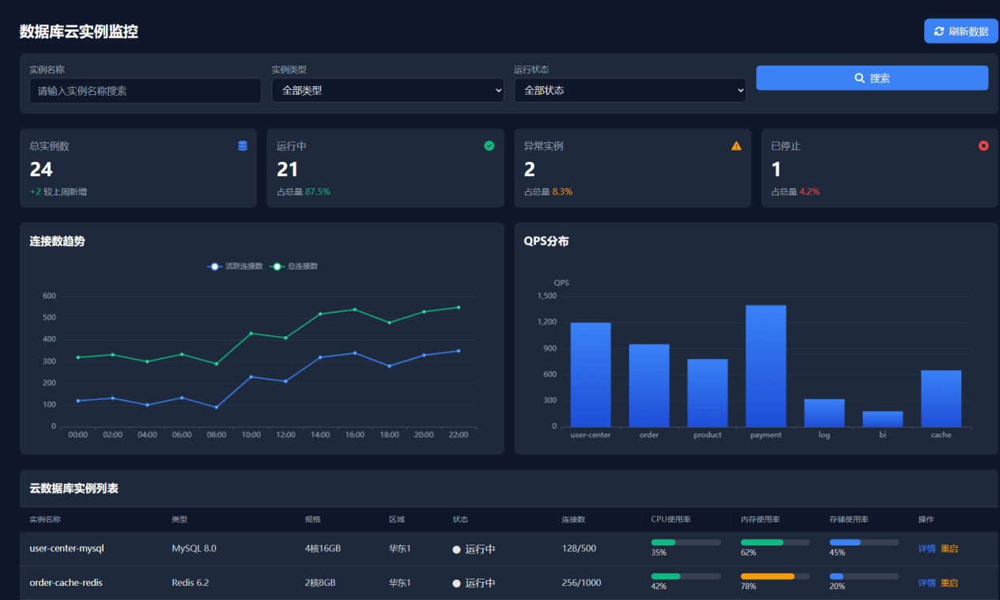 数据库云实例监控
刷新数据
实例名称
实例类型
运行状态
请输入实例名称搜索
全部类型
全部状态
搜索
总实例数
24
+2 较上周新增
运行中
21
占总量 87.5%
异常实例
2
占总量 8.3%
已停止
1
占总量 4.2%
连接数趋势
活跃连接数
总连接数
600
500
400
300
200
100
0
00:00 02:00 04:00 06:00 08:00 10:00 12:00 14:00 16:00 18:00 20:00 22:00
QPS分布
QPS
1,500
1,200
900
600
300
0
user-center order product payment log bi cache
云数据库实例列表
实例名称 类型 规格 区域 状态 连接数 CPU使用率 内存使用率 存储使用率 操作
user-center-mysql MySQL 8.0 4核16GB 华东1 运行中 128/500 35% 62% 45% 详情 重启
order-cache-redis Redis 6.2 2核8GB 华东1 运行中 256/1000 42% 78% 20% 详情 重启